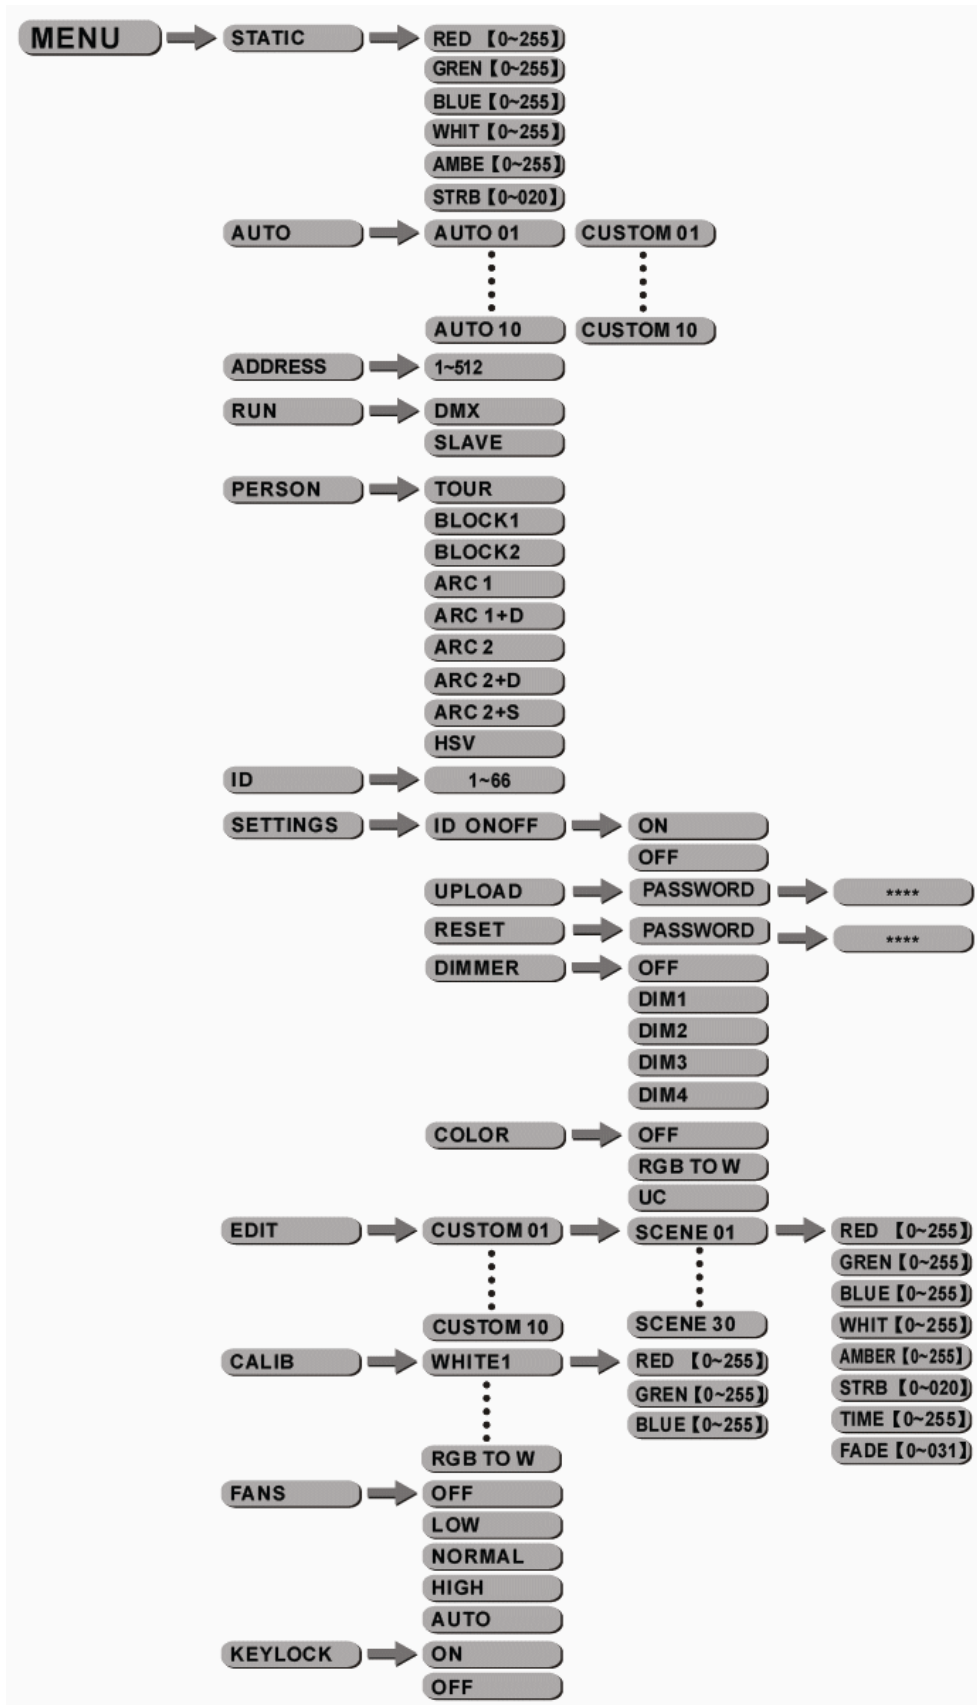 MENU STATIC RED 【0~255】
GREN【0~255】
BLUE【0~255】
WHIT【0~255】
AMBE【0~255】
STRB【0~020】
AUTO AUTO 01 CUSTOM 01
AUTO 10 CUSTOM 10
ADDRESS 1~512
RUN DMX
SLAVE
PERSON TOUR
BLOCK1
BLOCK2
ARC 1
ARC 1+D
ARC 2
ARC 2+D
ARC 2+S
HSV
ID 1~66
SETTINGS ID ONOFF ON
OFF
UPLOAD PASSWORD ****
RESET PASSWORD ****
DIMMER OFF
DIM1
DIM2
DIM3
DIM4
COLOR OFF
RGB TO W
UC
EDIT CUSTOM 01 SCENE 01 RED 【0~255】
GREN【0~255】
BLUE【0~255】
CUSTOM 10 SCENE 30 WHIT【0~255】
CALIB WHITE1 RED 【0~255】 AMBER【0~255】
GREN【0~255】 STRB【0~020】
BLUE【0~255】 TIME【0~255】
RGB TO W FADE【0~031】
FANS OFF
LOW
NORMAL
HIGH
AUTO
KEYLOCK ON
OFF